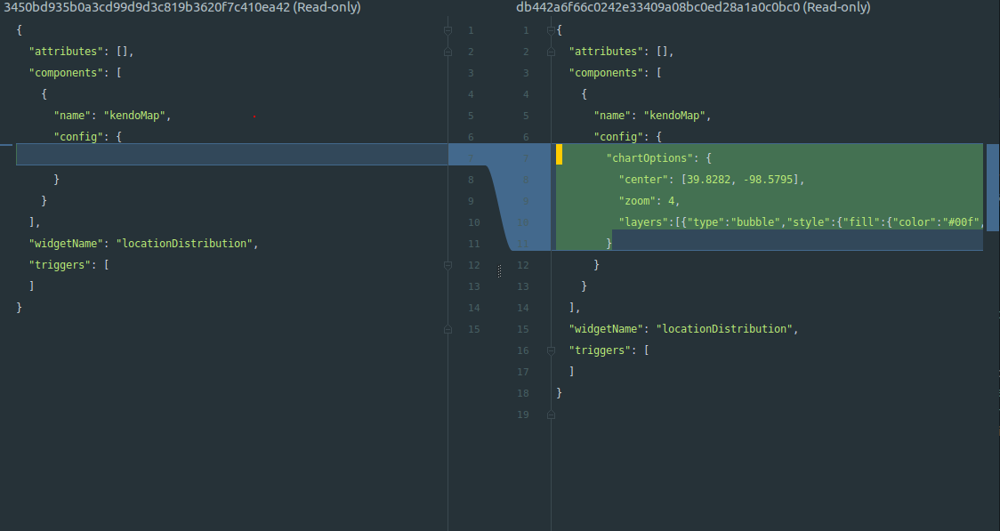 3450bd935b0a3cd99d9d3c819b3620f7c410ea42 (Read-only)
{
"attributes": [],
"components": [
{
"name": "kendoMap",
"config": {
}
}
],
"widgetName": "locationDistribution",
"triggers": [
]
}
1
2
3
4
5
6
7
8
9
10
11
12
13
14
15
db442a6f66c0242e33409a08bc0ed28a1a0c0bc0 (Read-only)
1 {
2 "attributes": [],
3 "components": [
4 {
5 "name": "kendoMap",
6 "config": {
7 "chartOptions": {
8 "center": [39.8282, -98.5795],
9 "zoom": 4,
10 "layers":[{"type":"bubble","style":{"fill":{"color":"#00f",
11 }
12 }
13 }
14 ],
15 "widgetName": "locationDistribution",
16 "triggers": [
17 ]
18 }
19